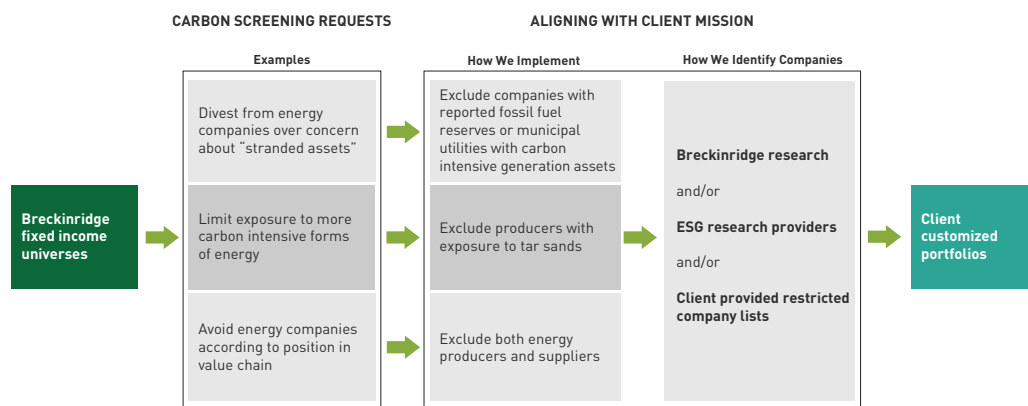 CARBON SCREENING REQUESTS
ALIGNING WITH CLIENT MISSION
Examples
How We Implement
How We Identify Companies
Breckinridge
fixed income
universes
Divest from energy
companies over concern
about “stranded assets”
Exclude companies with
reported fossil fuel
reserves or municipal
utilities with carbon
intensive generation assets
Limit exposure to more
carbon intensive forms
of energy
Exclude producers with
exposure to tar sands
Avoid energy companies
according to position in
value chain
Exclude both energy
producers and suppliers
Breckinridge research
and/or
ESG research providers
and/or
Client provided restricted
company lists
Client
customized
portfolios